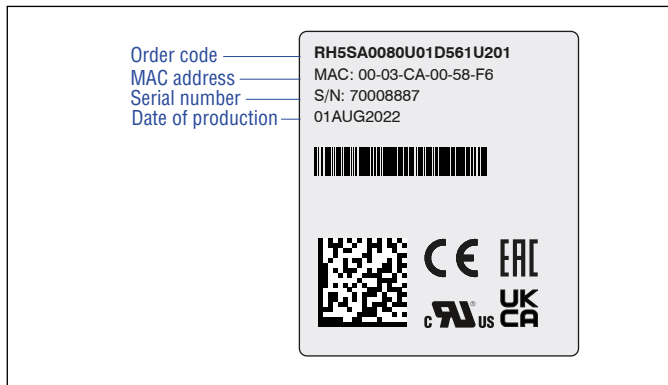 Order code
MAC address
Serial number
Date of production
RH5SA0080U01D561U201
MAC: 00-03-CA-00-58-F6
S/N: 70008887
01AUG2022
CE EAC
c RU ® US UK CA